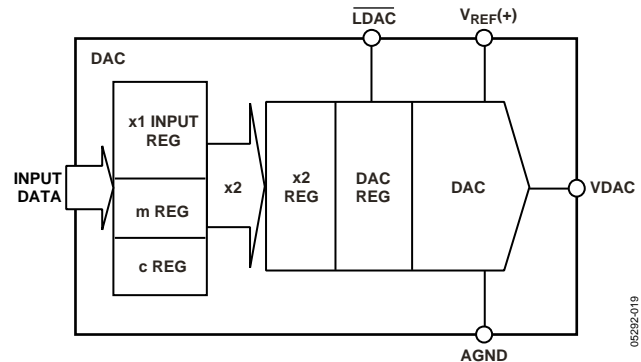 LDAC
VREF(+)
DAC
x1 INPUT
REG
INPUT
DATA
m REG
c REG
x2
x2
REG
DAC
REG
DAC
VDAC
AGND
05292-019